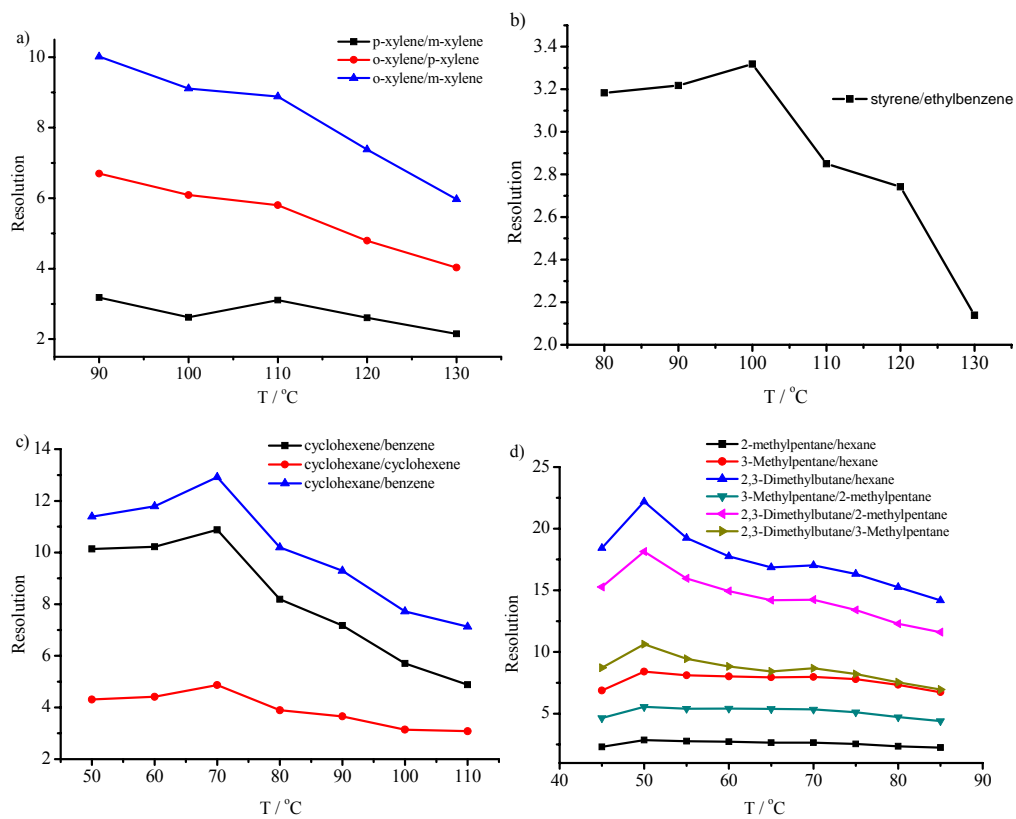 a)
p-xylene/m-xylene
o-xylene/p-xylene
o-xylene/m-xylene
10
8
6
4
2
Resolution
90 100 110 120 130
T / °C
b)
styrene/ethylbenzene
3.4
3.2
3.0
2.8
2.6
2.4
2.2
2.0
Resolution
80 90 100 110 120 130
T / °C
c)
cyclohexene/benzene
cyclohexane/cyclohexene
cyclohexane/benzene
14
12
10
8
6
4
2
Resolution
50 60 70 80 90 100 110
T / °C
d)
2-methylpentane/hexane
3-Methylpentane/hexane
2,3-Dimethylbutane/hexane
3-Methylpentane/2-methylpentane
2,3-Dimethylbutane/2-methylpentane
2,3-Dimethylbutane/3-Methylpentane
25
20
15
10
5
Resolution
40 50 60 70 80 90
T / °C